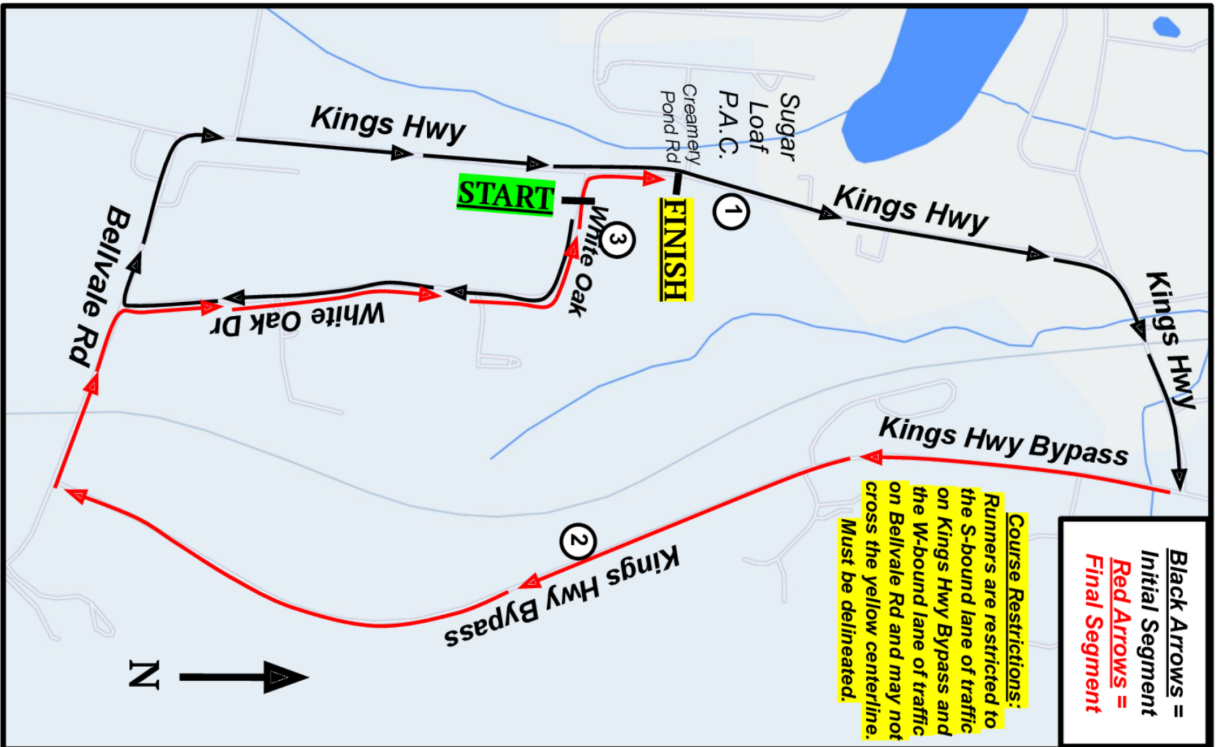 Black Arrows =
Initial Segment
Red Arrows =
Final Segment
Course Restrictions:
Runners are restricted to
the S-bound lane of traffic
on Kings Hwy Bypass and
the W-bound lane of traffic
on Bellvale Rd and may not
cross the yellow centerline.
Must be delineated.
Sugar
Loaf
P.A.C.
Creamery
Pond Rd
Kings Hwy
Kings Hwy
Kings Hwy
START
FINISH
1
White Oak
3
White Oak Dr
Bellvale Rd
Kings Hwy Bypass
2
Kings Hwy Bypass
N